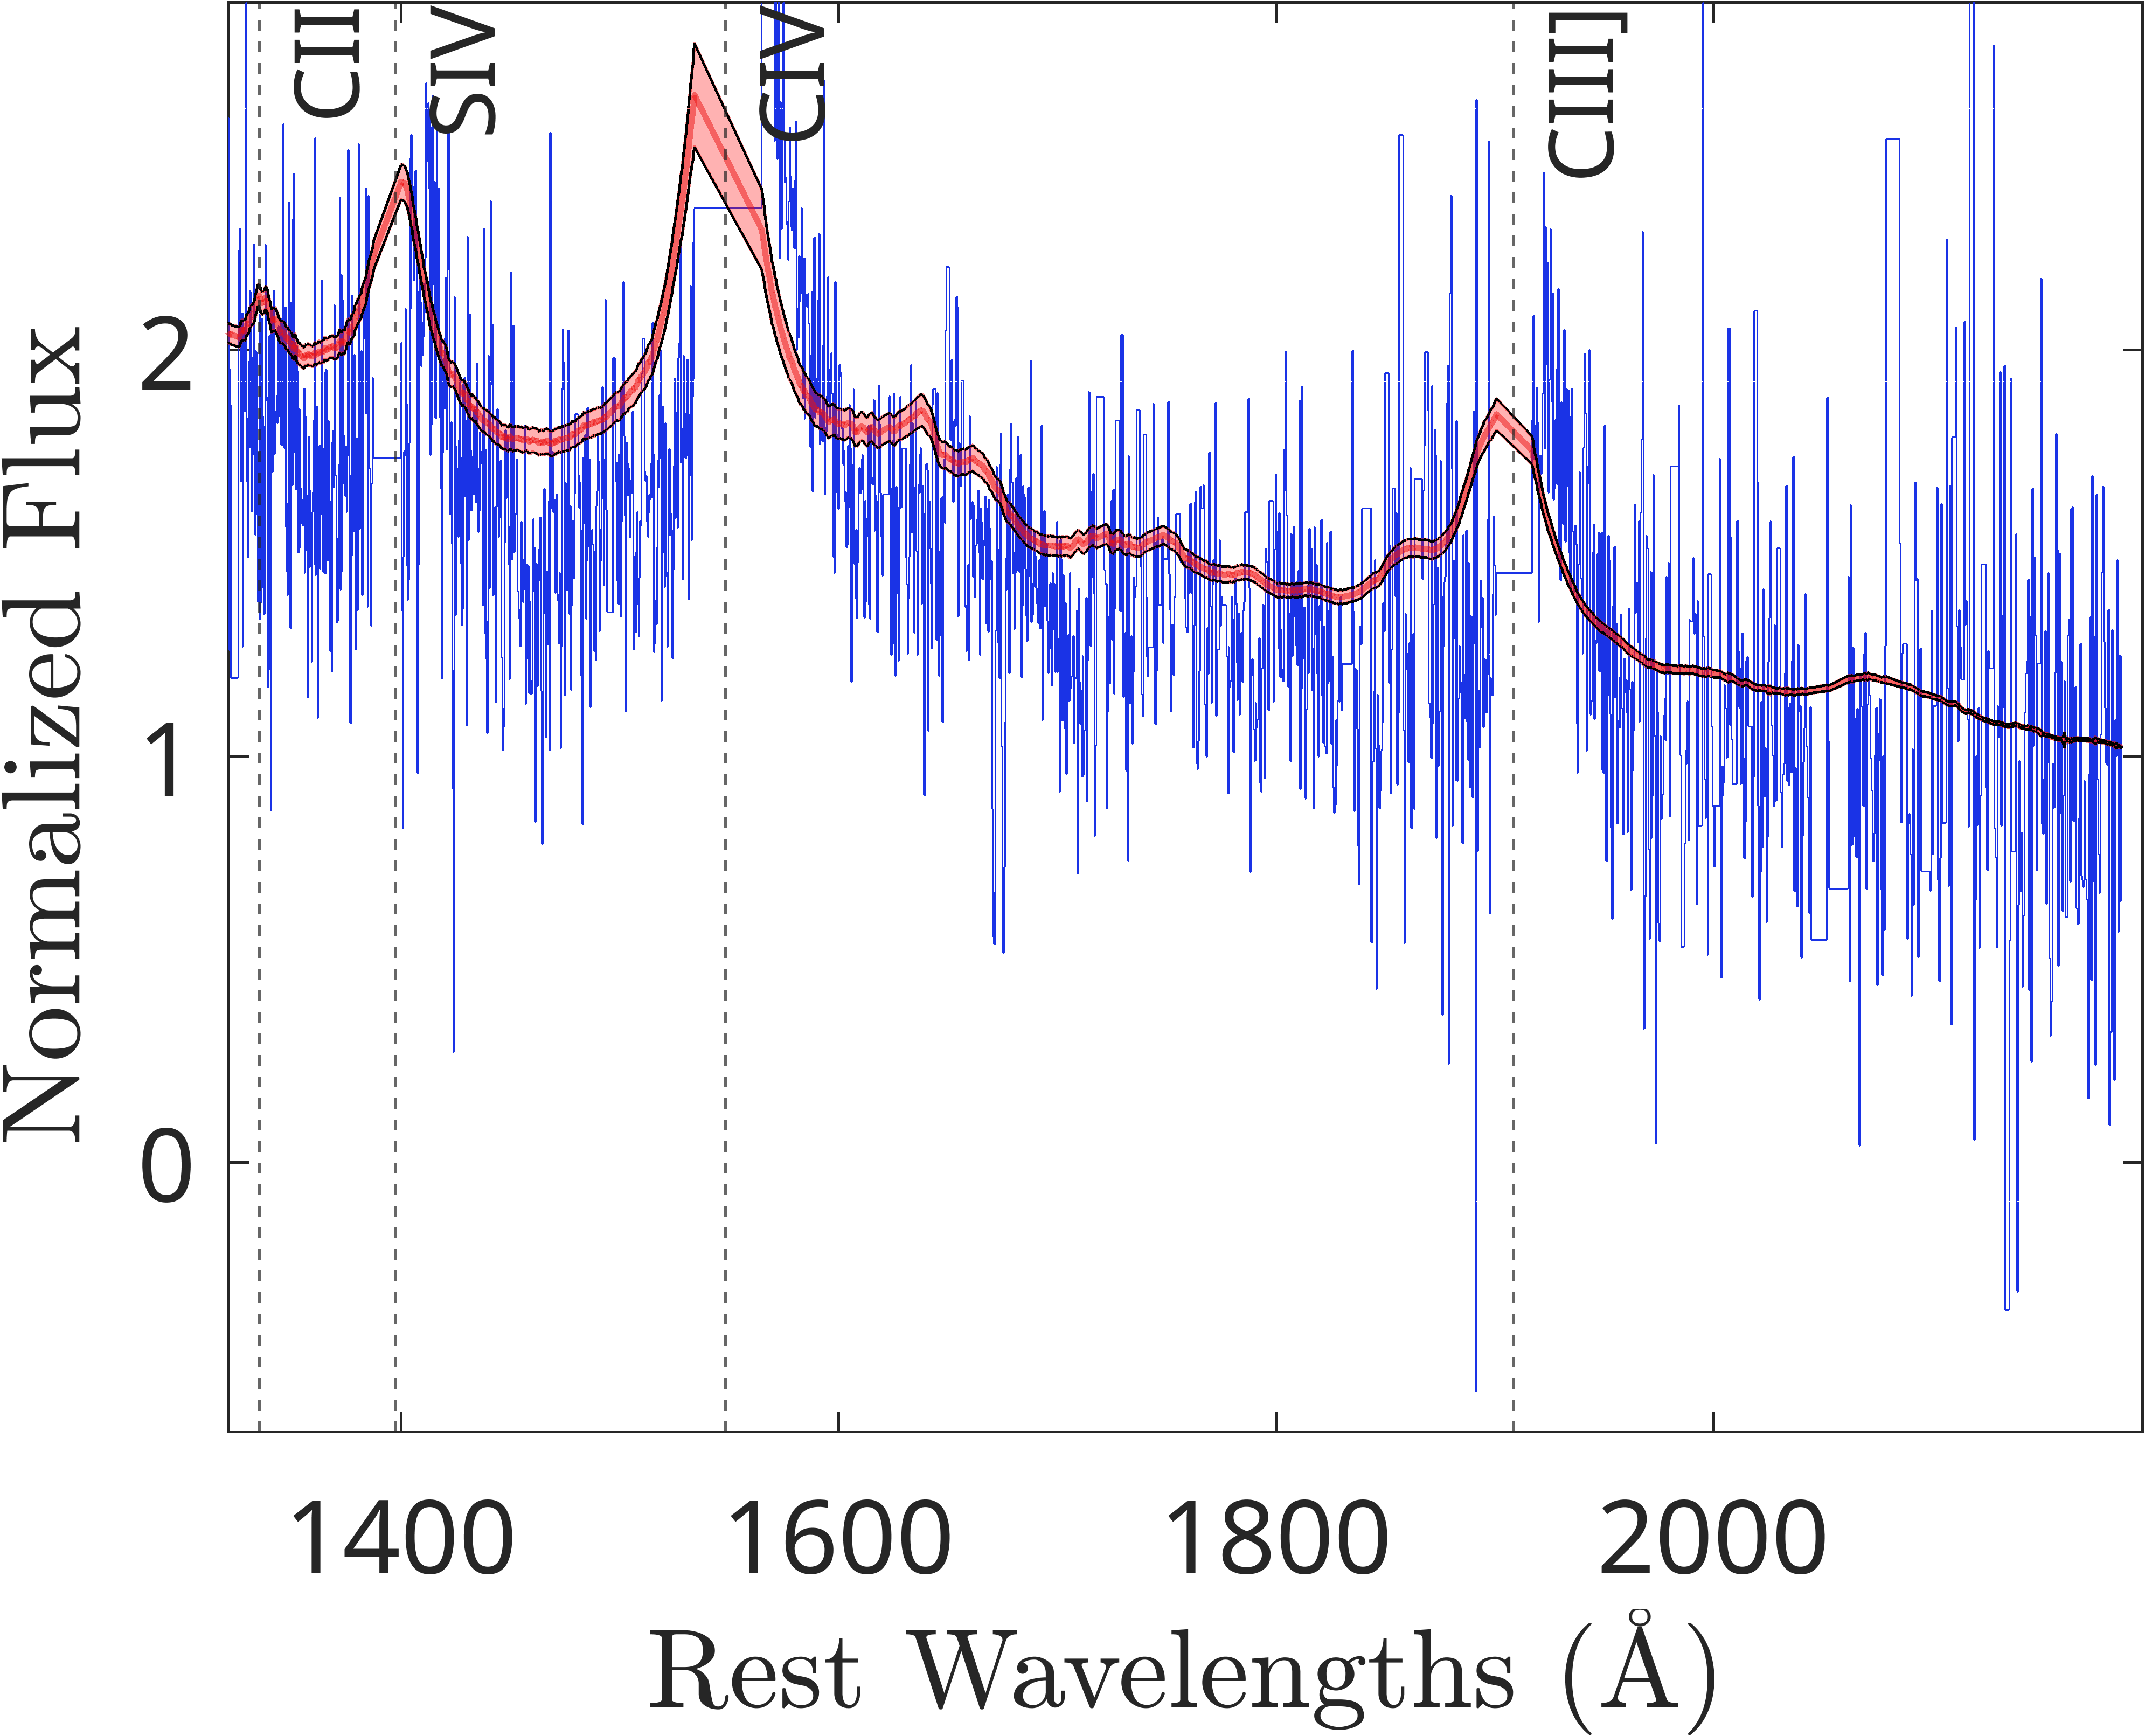 CII
SIV
CIV
CIII]
Normalized Flux
2
1
0
1400
1600
1800
2000
Rest Wavelengths (Å)